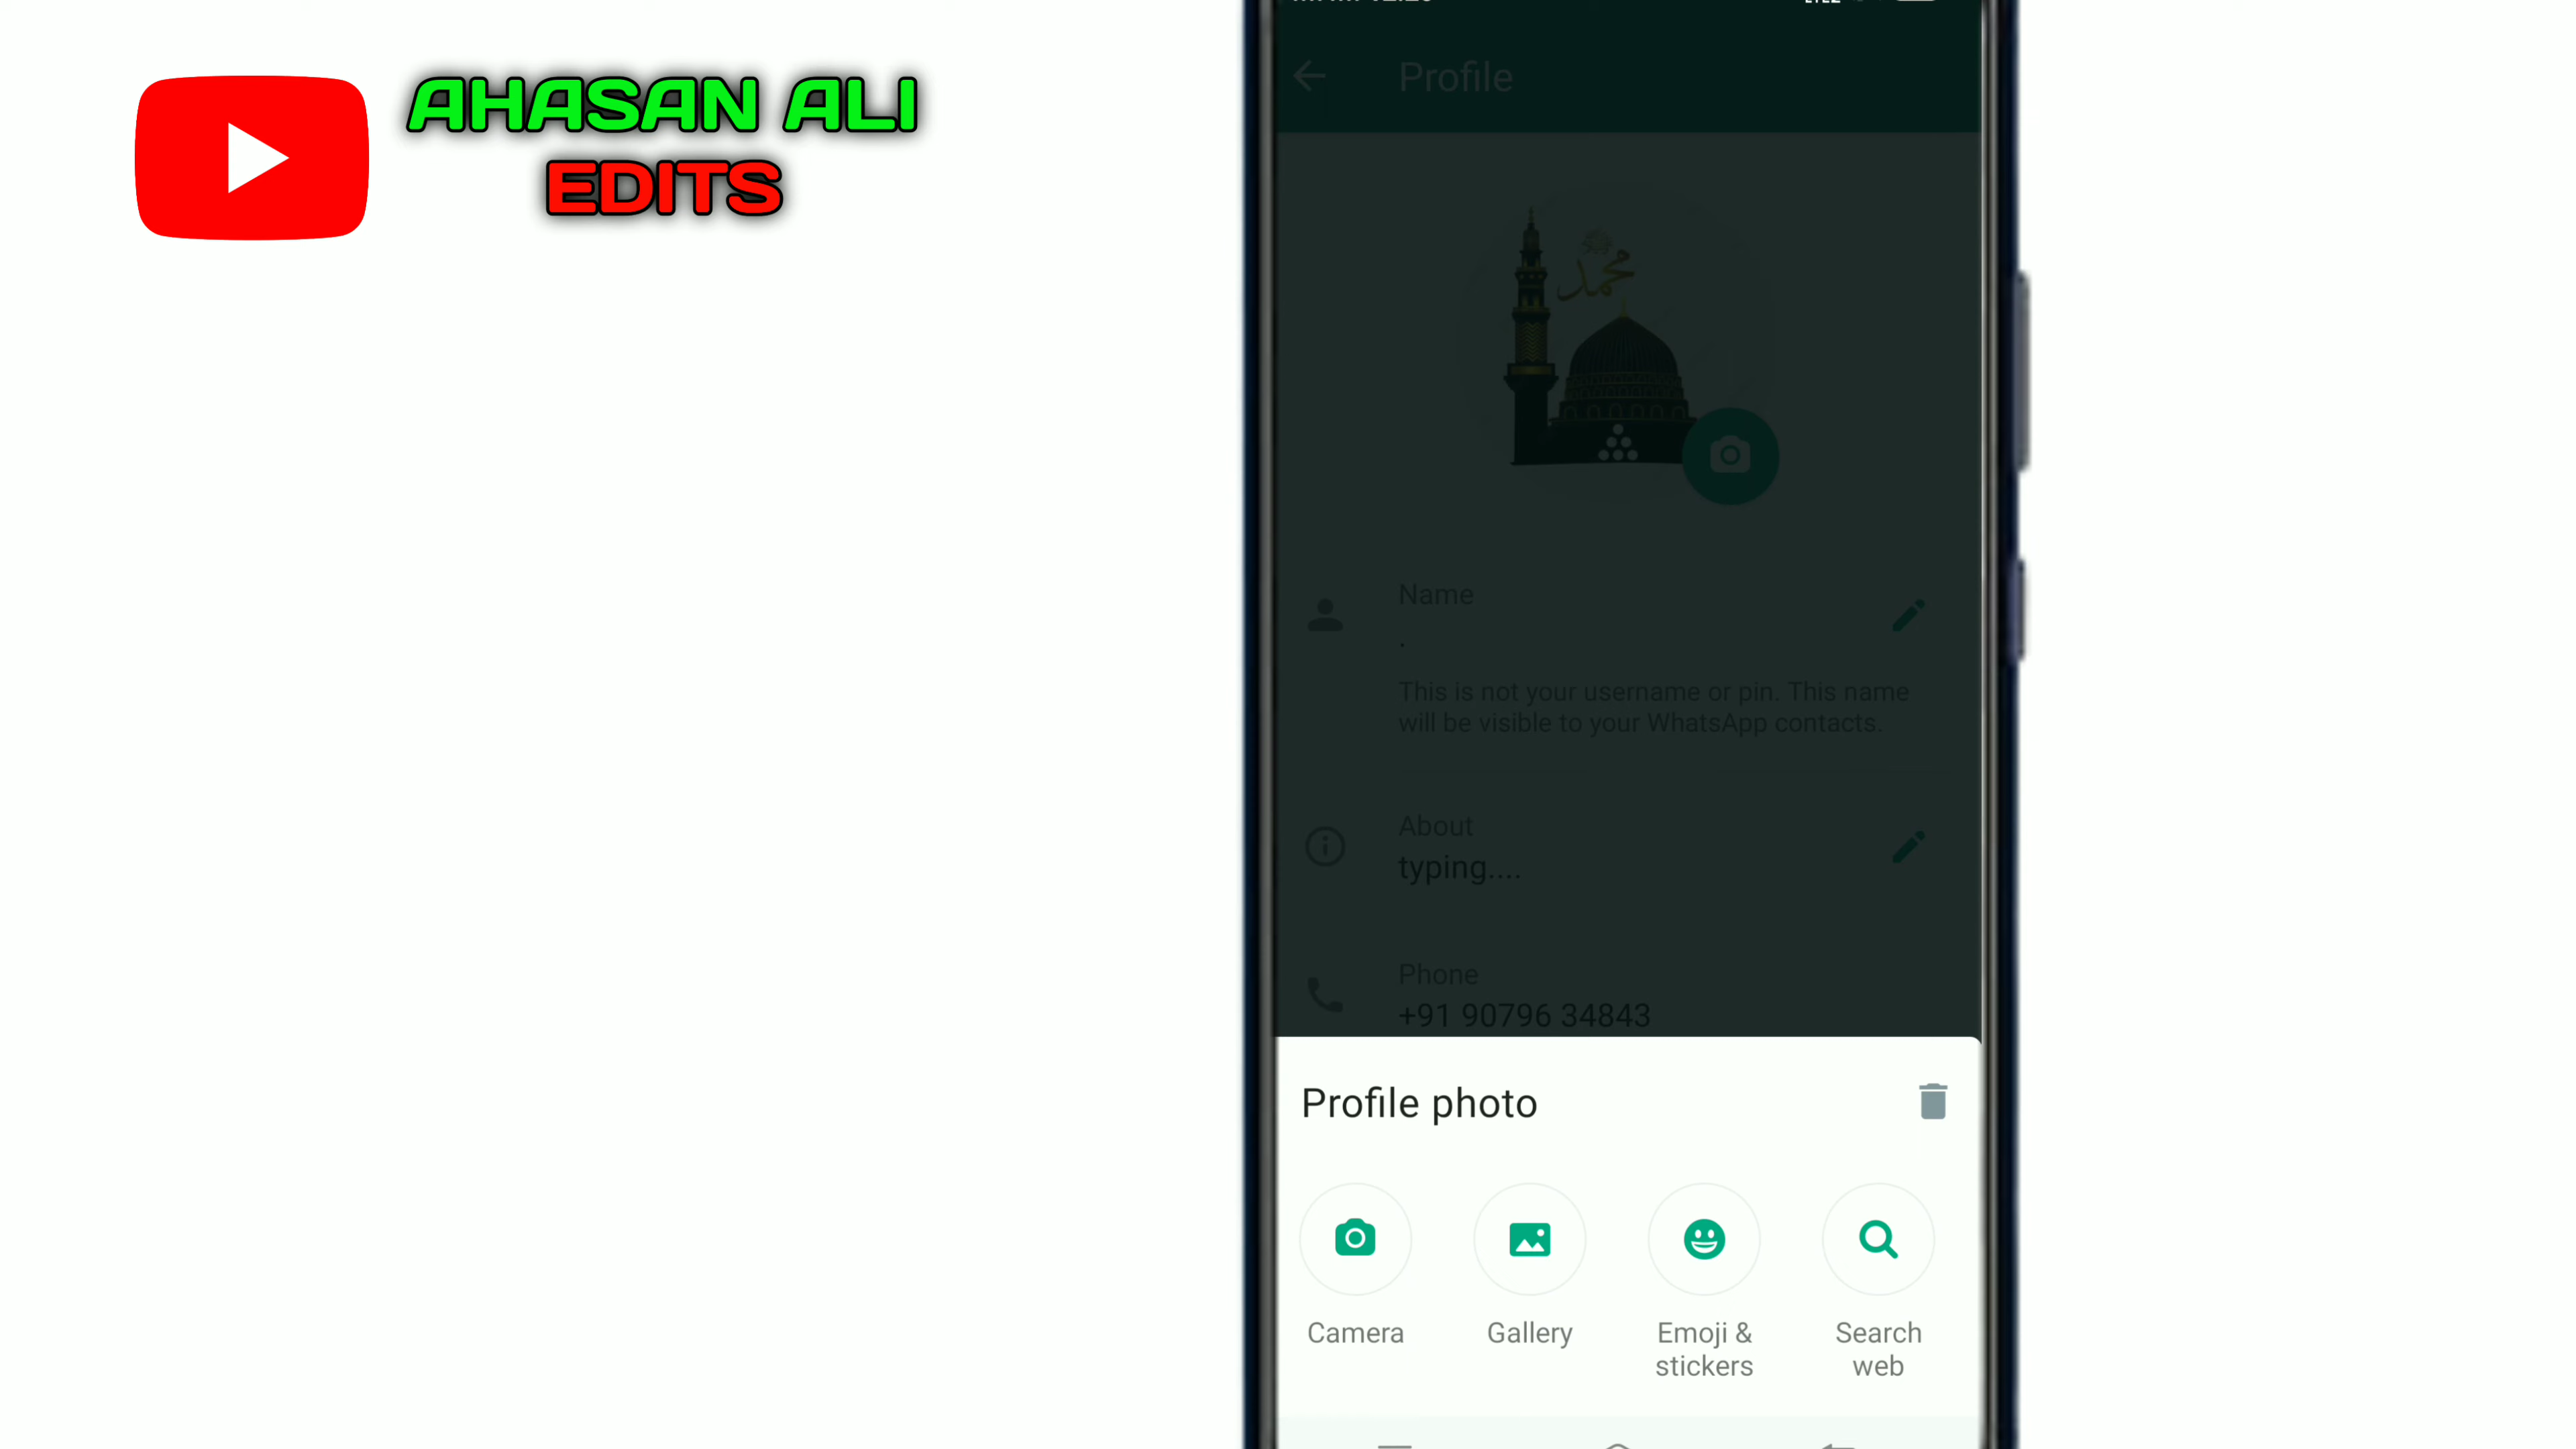 AHASAN ALI
EDITS
Profile
محمد
Name
.
This is not your username or pin. This name
will be visible to your WhatsApp contacts.
About
typing....
Phone
+91 90796 34843
Profile photo
Camera
Gallery
Emoji &
stickers
Search
web